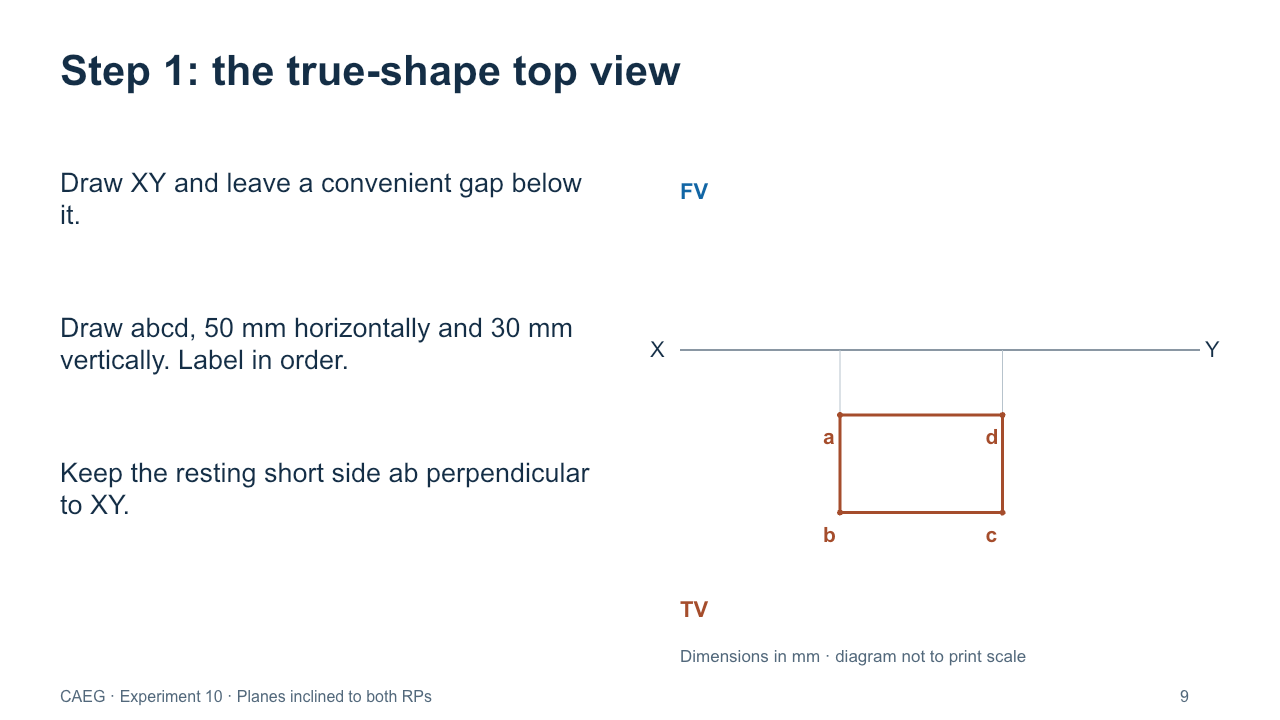 Step 1: the true-shape top view
Draw XY and leave a convenient gap below
it.
Draw abcd, 50 mm horizontally and 30 mm
vertically. Label in order.
Keep the resting short side ab perpendicular
to XY.
FV
X
Y
a
d
b
c
TV
Dimensions in mm · diagram not to print scale
CAEG · Experiment 10 · Planes inclined to both RPs
9